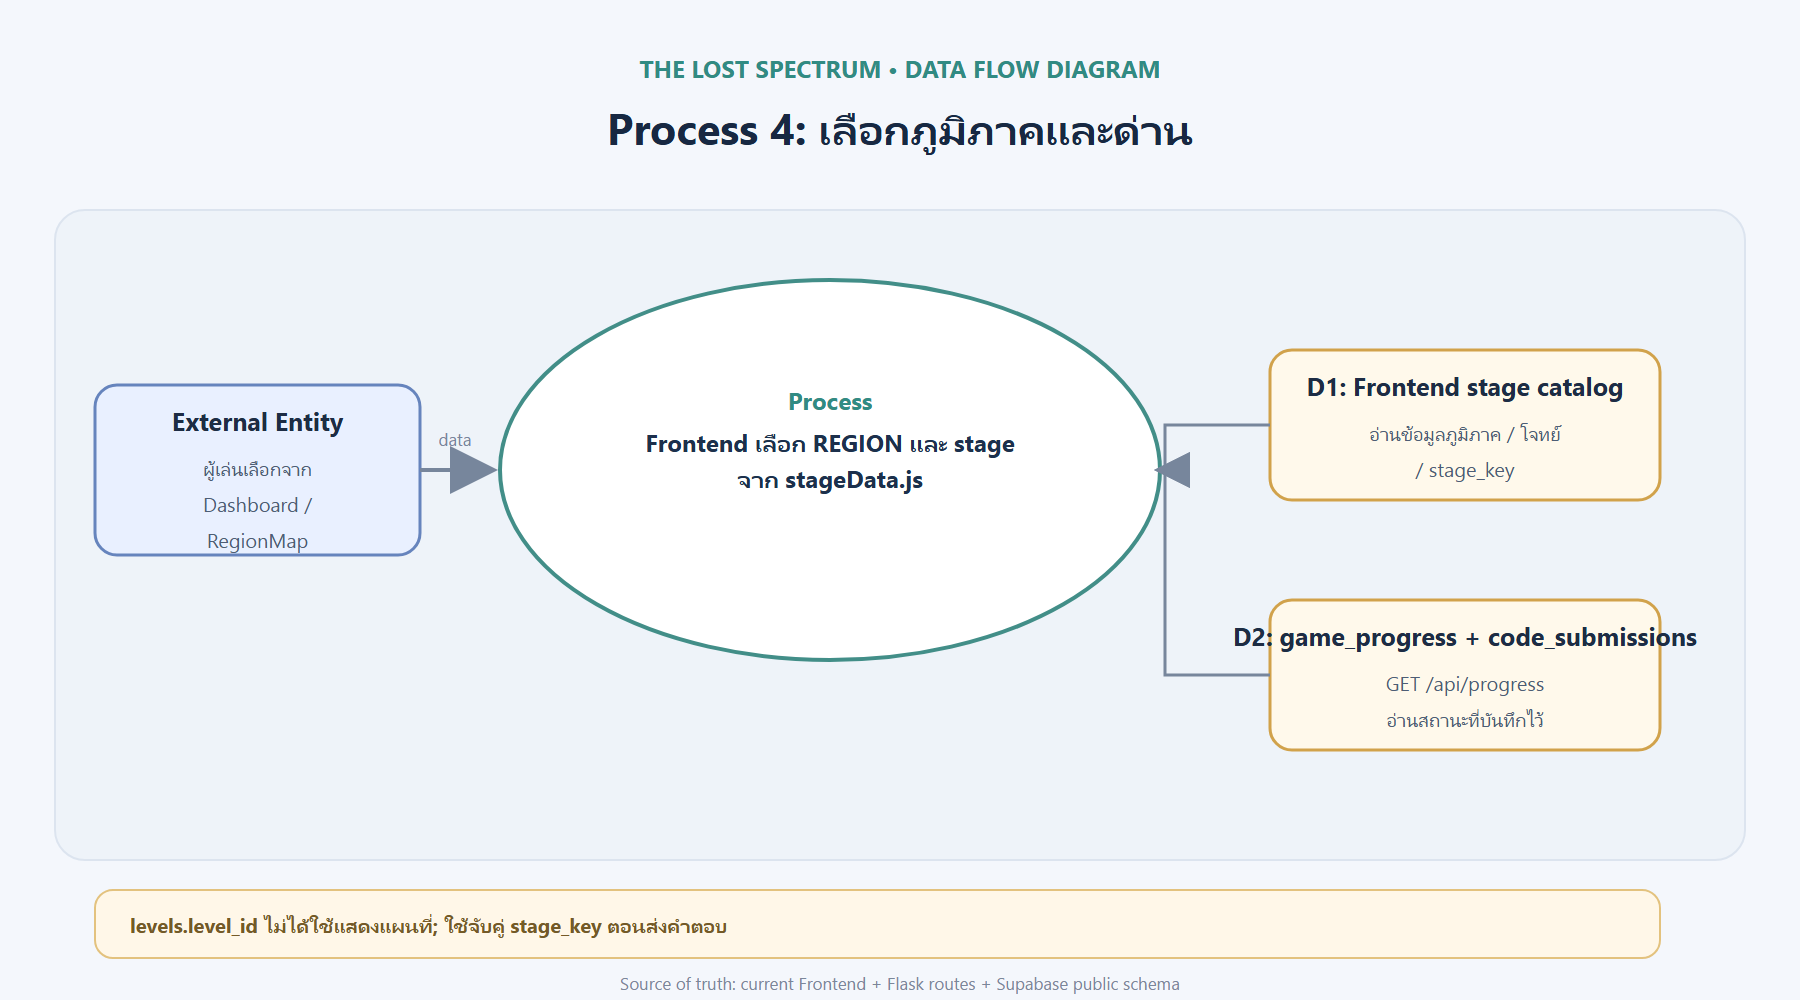 THE LOST SPECTRUM • DATA FLOW DIAGRAM
Process 4: เลือกภูมิภาคและด่าน
External Entity
ผู้เล่นเลือกจาก
Dashboard /
RegionMap
data
Process
Frontend เลือก REGION และ stage
จาก stageData.js
D1: Frontend stage catalog
อ่านข้อมูลภูมิภาค / โจทย์
/ stage_key
D2: game_progress + code_submissions
GET /api/progress
อ่านสถานะที่บันทึกไว้
levels.level_id ไม่ได้ใช้แสดงแผนที่; ใช้จับคู่ stage_key ตอนส่งคำตอบ
Source of truth: current Frontend + Flask routes + Supabase public schema